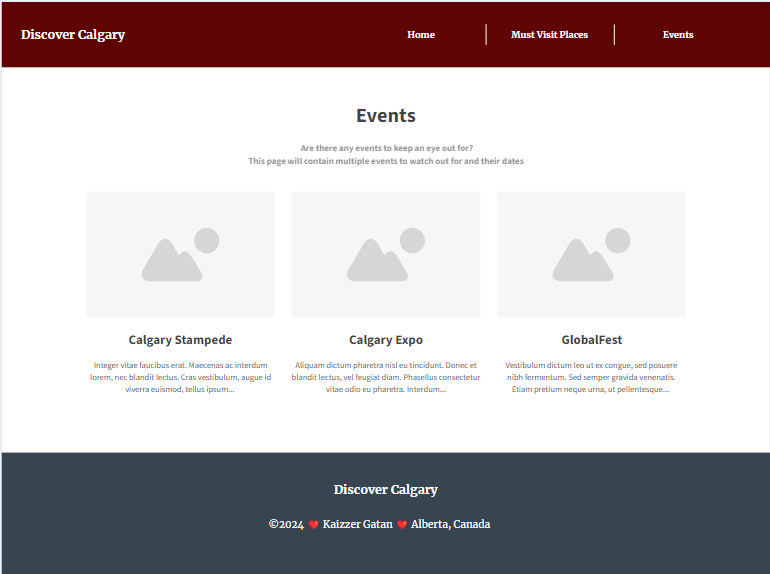 Discover Calgary
Home
Must Visit Places
Events
Events
Are there any events to keep an eye out for?
This page will contain multiple events to watch out for and their dates
Calgary Stampede
Calgary Expo
GlobalFest
Integer vitae faucibus erat. Maecenas ac interdum
lorem, nec blandit lectus. Cras vestibulum, augue id
viverra euismod, tellus ipsum...
Aliquam dictum pharetra nisl eu tincidunt. Donec et
blandit lectus, vel feugiat diam. Phasellus consectetur
vitae odio eu pharetra. Interdum...
Vestibulum dictum leo ut ex congue, sed posuere
nibh fermentum. Sed semper gravida venenatis.
Etiam pretium neque urna, ut pellentesque...
Discover Calgary
©2024 ❤️ Kaizzer Gatan ❤️ Alberta, Canada